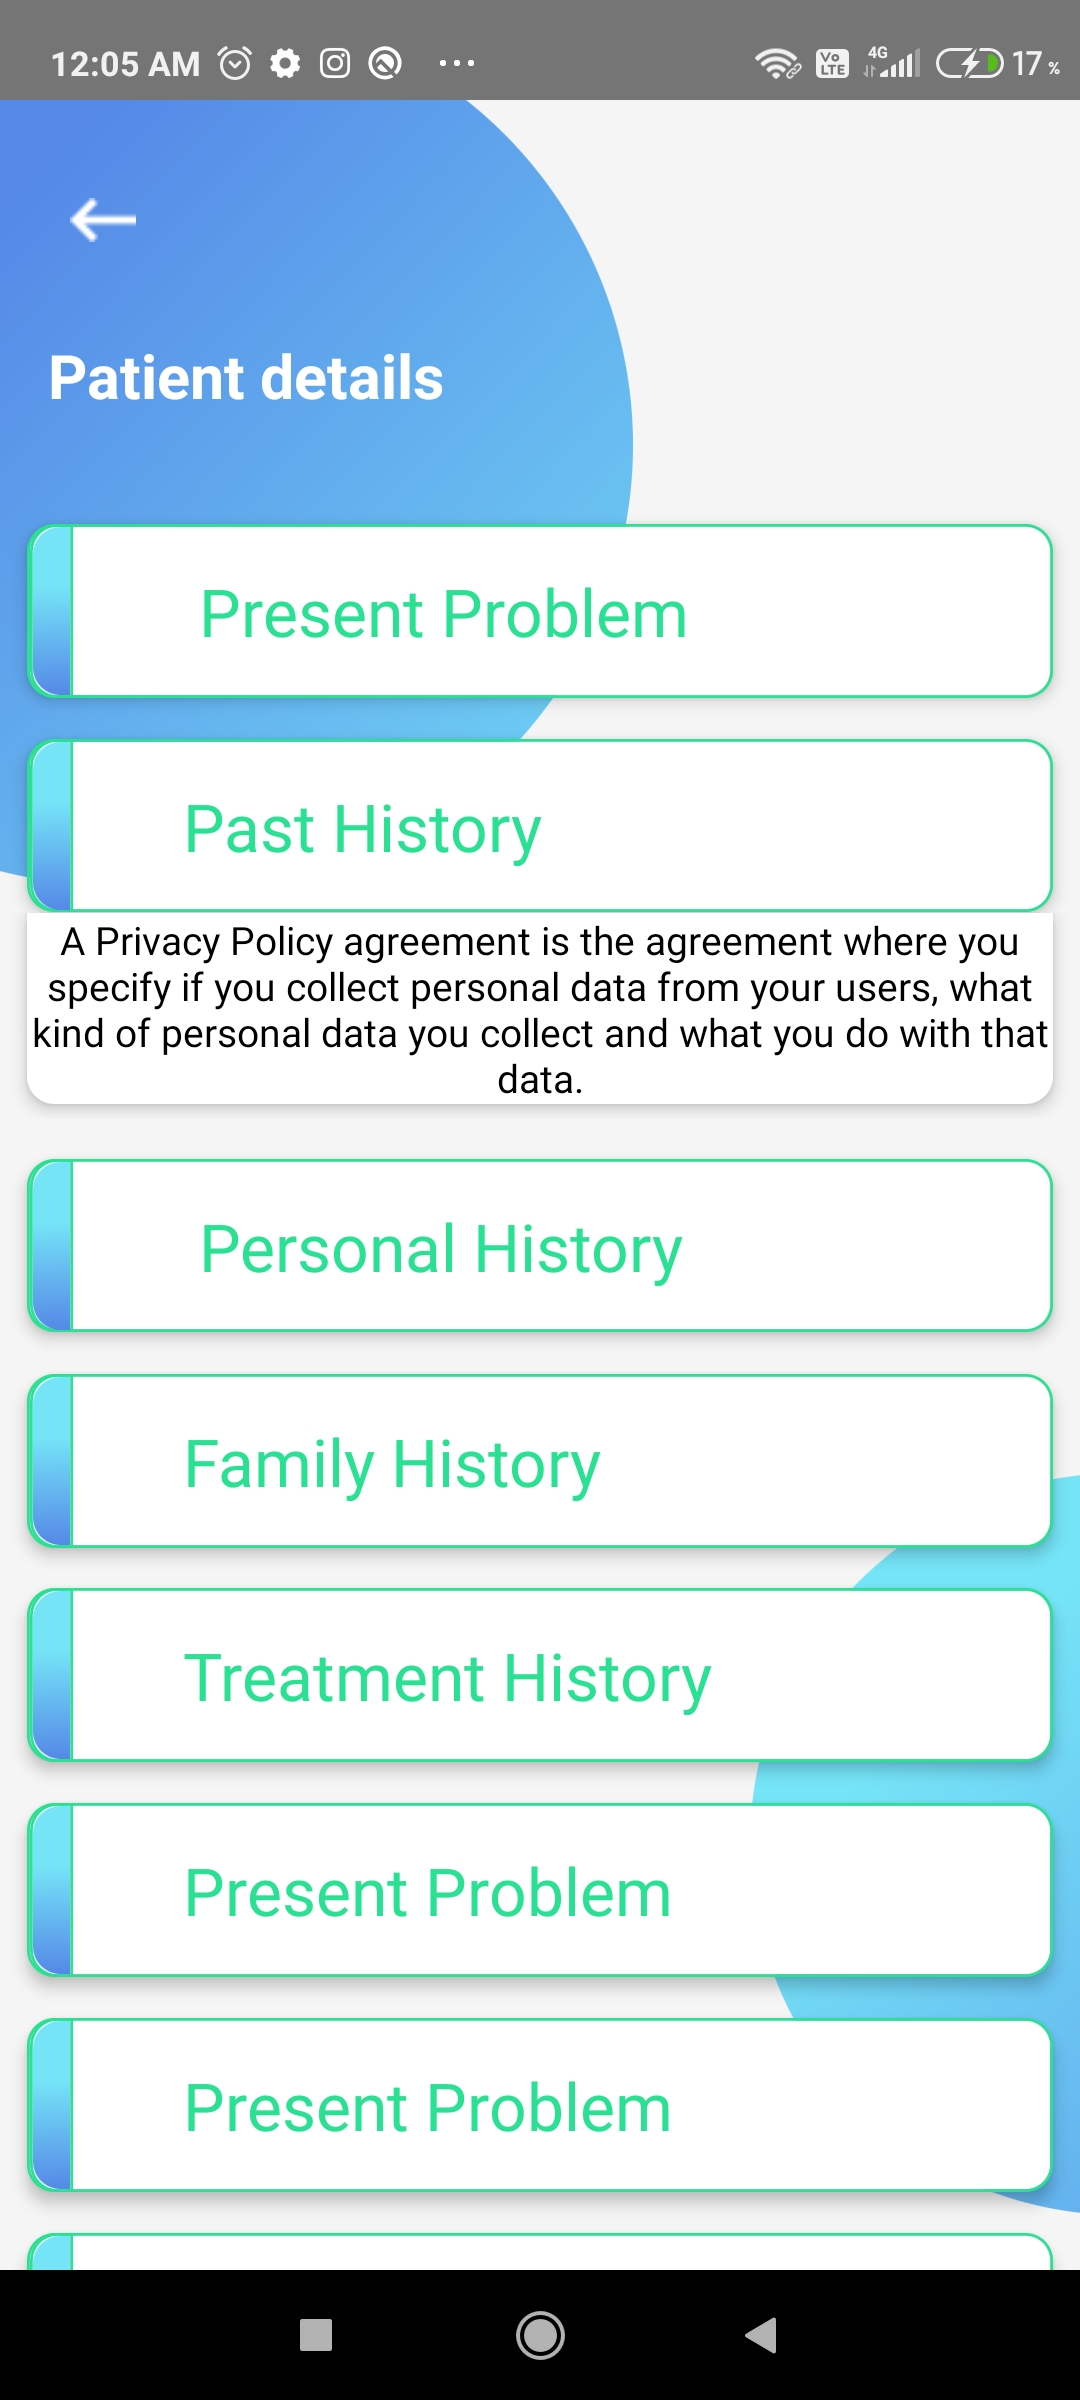 12:05 AM
Vo
LTE
4G
17 %
Patient details
Present Problem
Past History
A Privacy Policy agreement is the agreement where you
specify if you collect personal data from your users, what
kind of personal data you collect and what you do with that
data.
Personal History
Family History
Treatment History
Present Problem
Present Problem